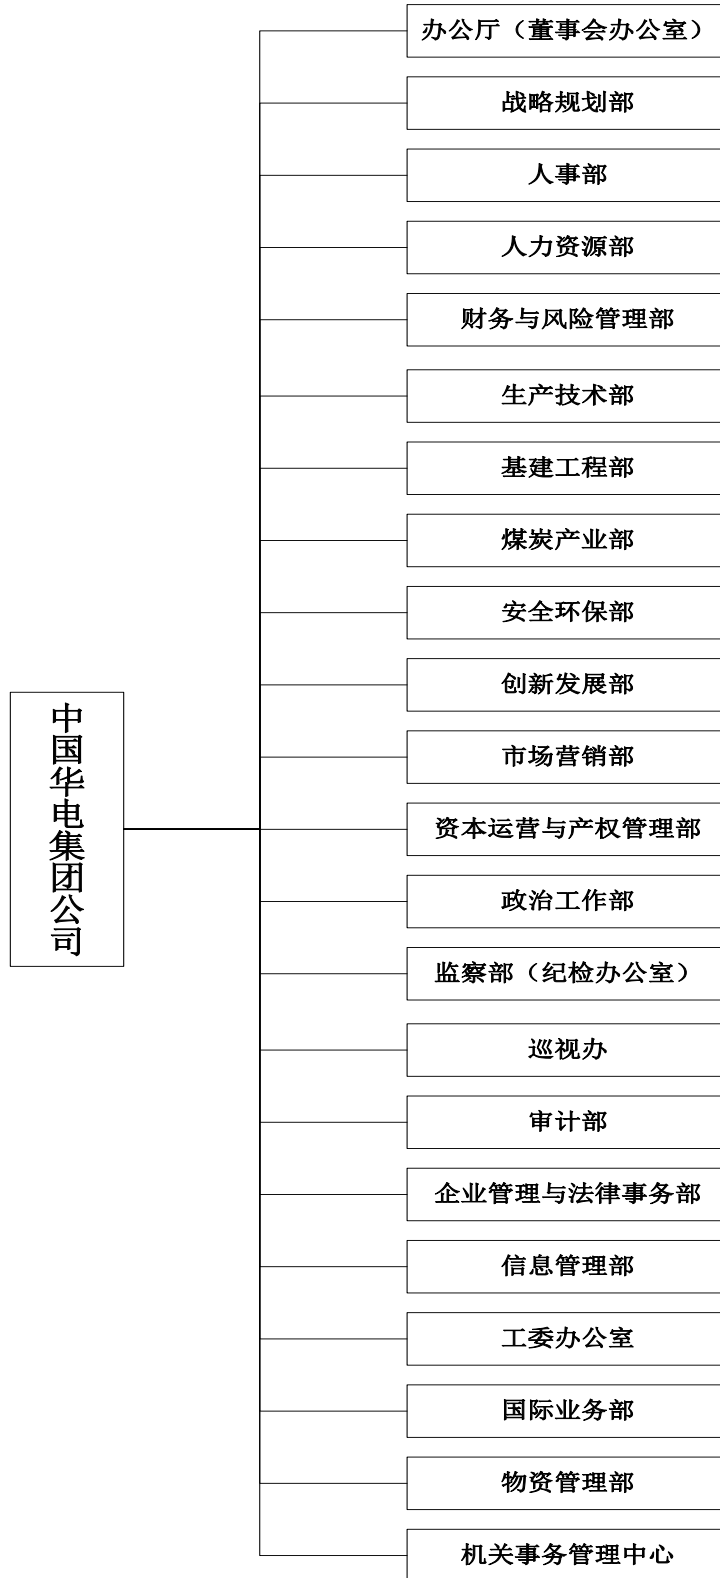 中国华电集团公司
办公厅（董事会办公室）
战略规划部
人事部
人力资源部
财务与风险管理部
生产技术部
基建工程部
煤炭产业部
安全环保部
创新发展部
市场营销部
资本运营与产权管理部
政治工作部
监察部（纪检办公室）
巡视办
审计部
企业管理与法律事务部
信息管理部
工委办公室
国际业务部
物资管理部
机关事务管理中心